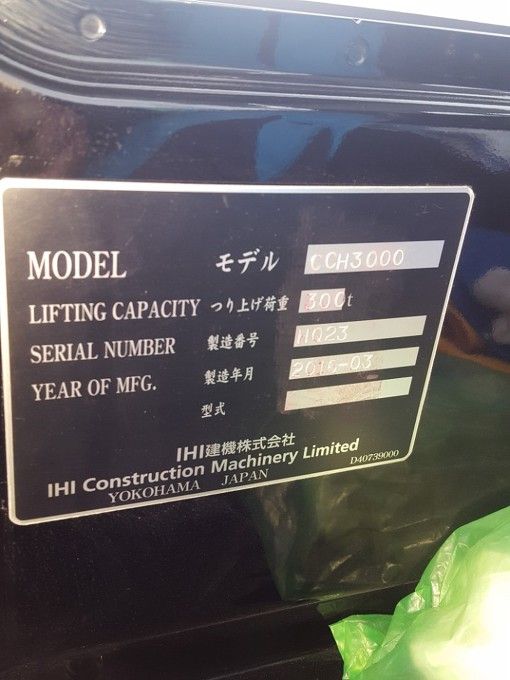 MODEL モデル CCH3000
LIFTING CAPACITY つり上げ荷重 300t
SERIAL NUMBER 製造番号
YEAR OF MFG. 製造年月 2016-03
型式
IHI建機株式会社
IHI Construction Machinery Limited
YOKOHAMA JAPAN D40739000